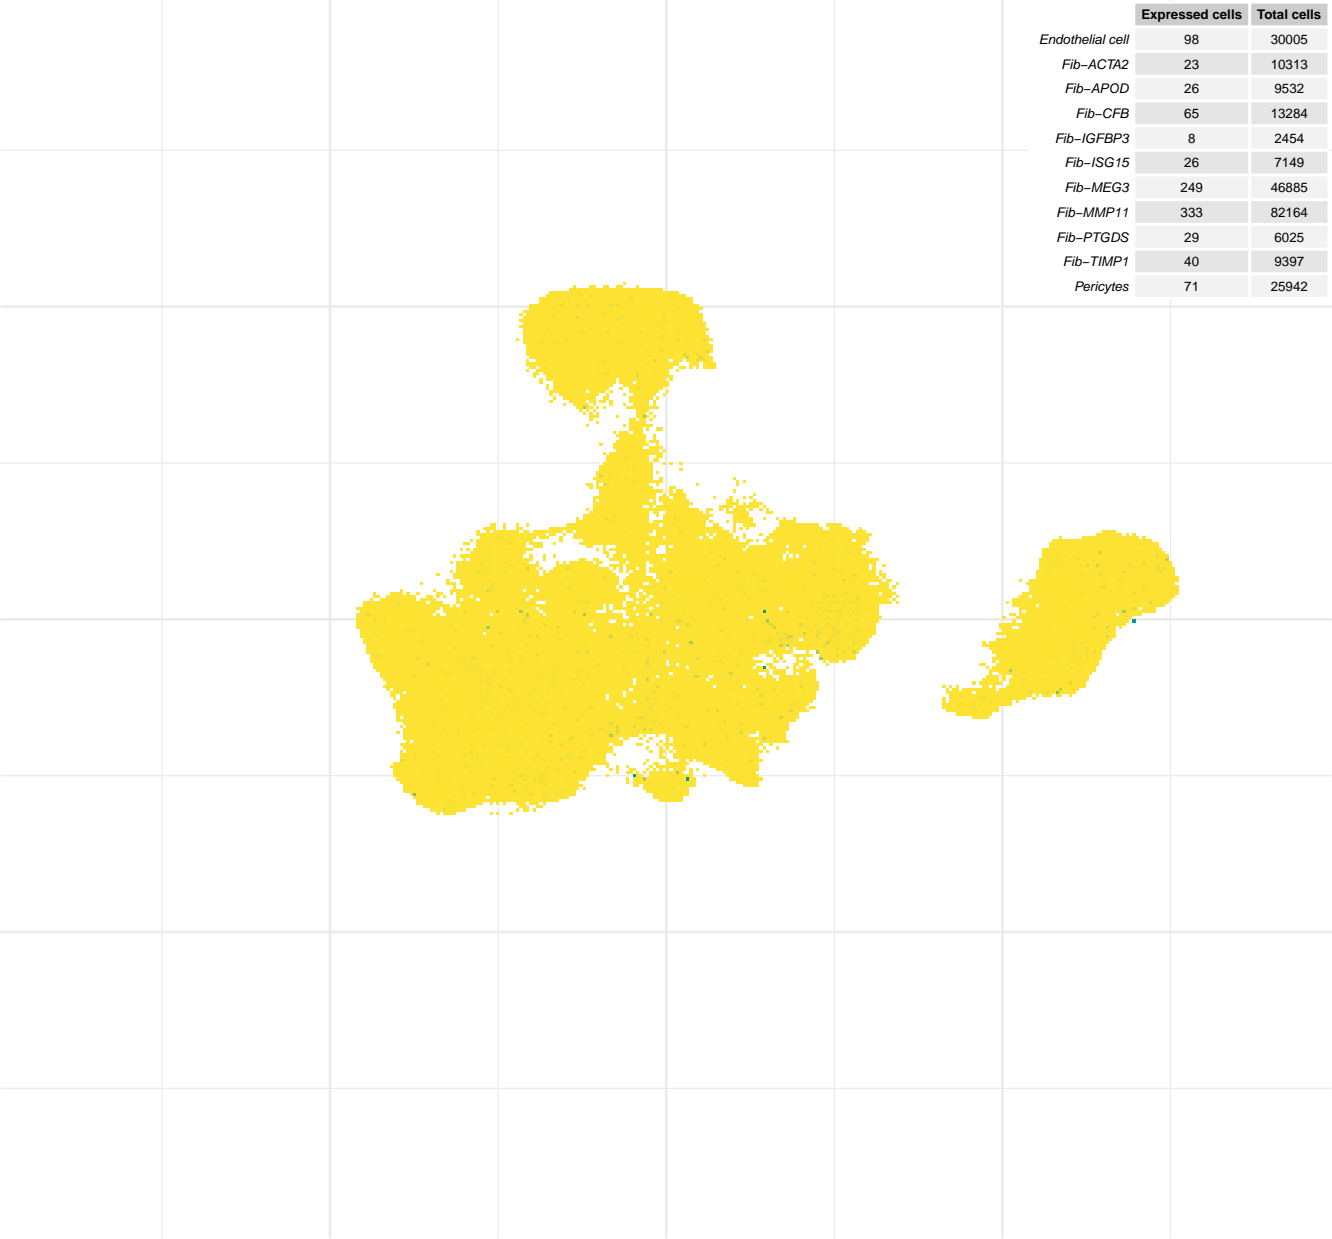 Expressed cells Total cells
Endothelial cell 98 30005
Fib−ACTA2 23 10313
Fib−APOD 26 9532
Fib−CFB 65 13284
Fib−IGFBP3 8 2454
Fib−ISG15 26 7149
Fib−MEG3 249 46885
Fib−MMP11 333 82164
Fib−PTGDS 29 6025
Fib−TIMP1 40 9397
Pericytes 71 25942